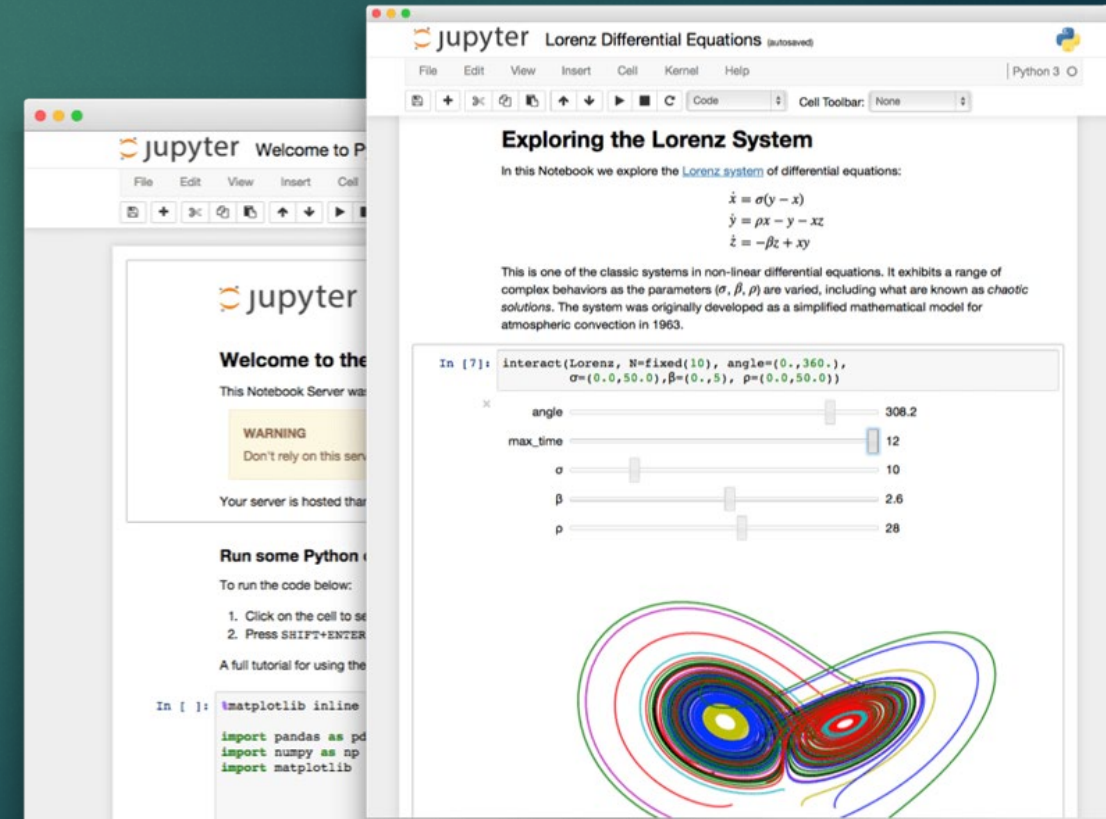 jupyter Lorenz Differential Equations (autosaved)
File Edit View Insert Cell Kernel Help Python 3
Code Cell Toolbar: None
Exploring the Lorenz System
In this Notebook we explore the Lorenz system of differential equations:
ẋ = σ(y − x)
ẏ = ρx − y − xz
ż = −βz + xy
This is one of the classic systems in non-linear differential equations. It exhibits a range of
complex behaviors as the parameters (σ, β, ρ) are varied, including what are known as chaotic
solutions. The system was originally developed as a simplified mathematical model for
atmospheric convection in 1963.
In [7]: interact(Lorenz, N=fixed(10), angle=(0.,360.),
σ=(0.0,50.0),β=(0.,5), ρ=(0.0,50.0))
angle 308.2
max_time 12
σ 10
β 2.6
ρ 28
jupyter Welcome to P
File Edit View Insert Cell
jupyter
Welcome to the
This Notebook Server was
WARNING
Don't rely on this serv
Your server is hosted than
Run some Python
To run the code below:
1. Click on the cell to se
2. Press SHIFT+ENTER
A full tutorial for using the
In [ ]: %matplotlib inline
import pandas as pd
import numpy as np
import matplotlib